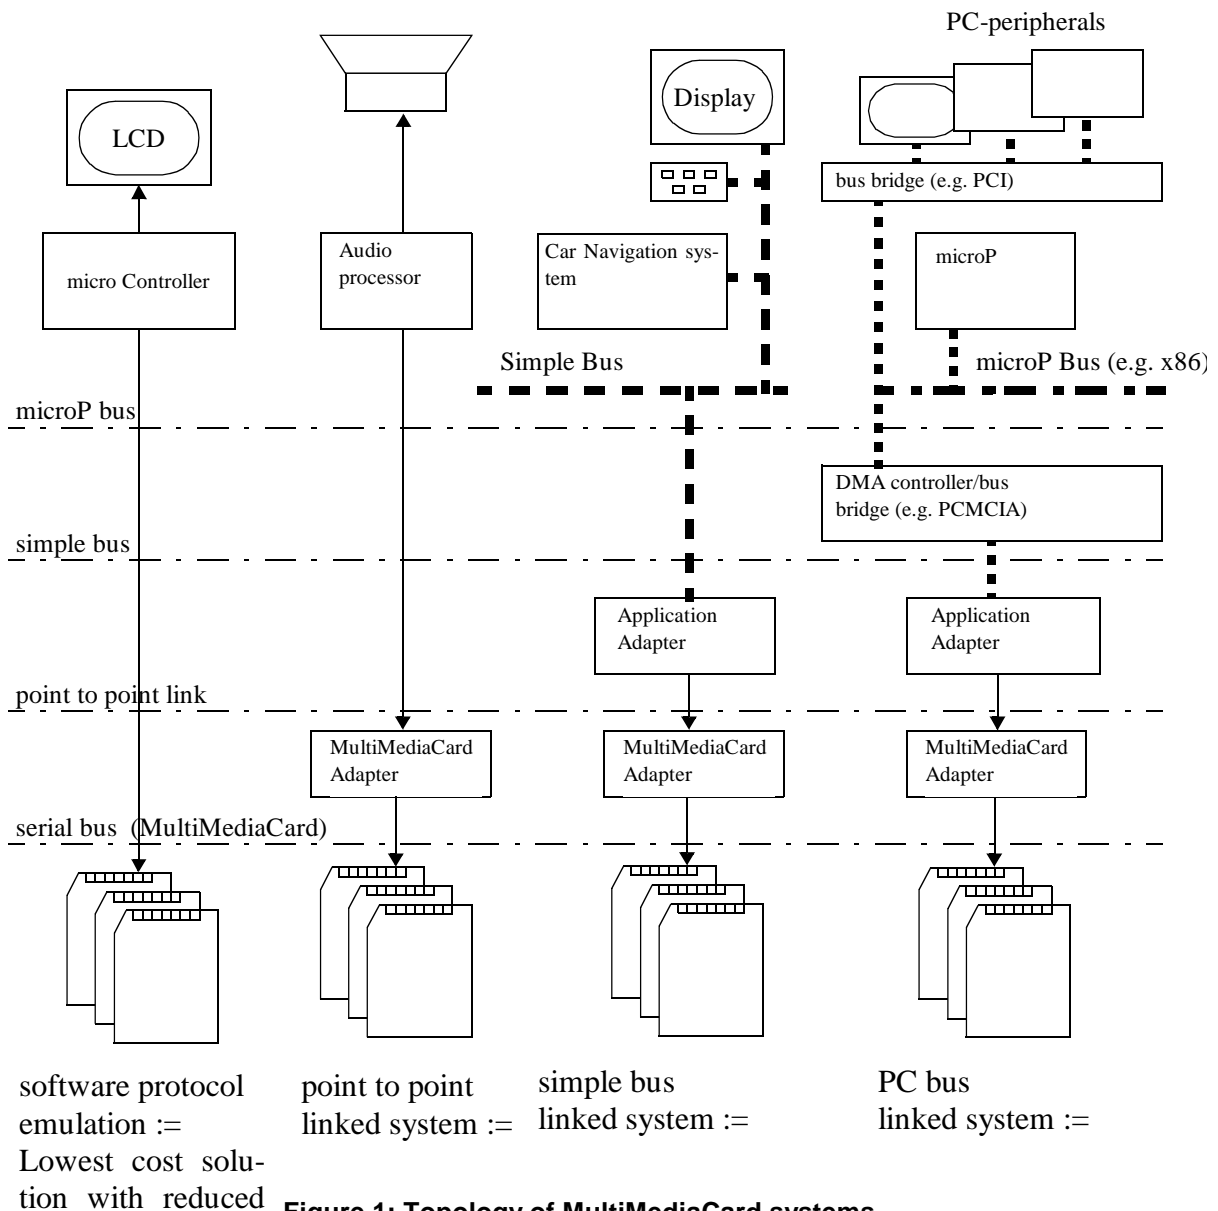 PC-peripherals
LCD
Display
bus bridge (e.g. PCI)
micro Controller
Audio
processor
Car Navigation sys-
tem
microP
Simple Bus
microP Bus (e.g. x86)
microP bus
DMA controller/bus
bridge (e.g. PCMCIA)
simple bus
Application
Adapter
Application
Adapter
point to point link
MultiMediaCard
Adapter
MultiMediaCard
Adapter
MultiMediaCard
Adapter
serial bus (MultiMediaCard)
software protocol
emulation :=
Lowest cost solu-
tion with reduced
point to point
linked system :=
simple bus
linked system :=
PC bus
linked system :=
Figure 1: Topology of MultiMediaCard systems